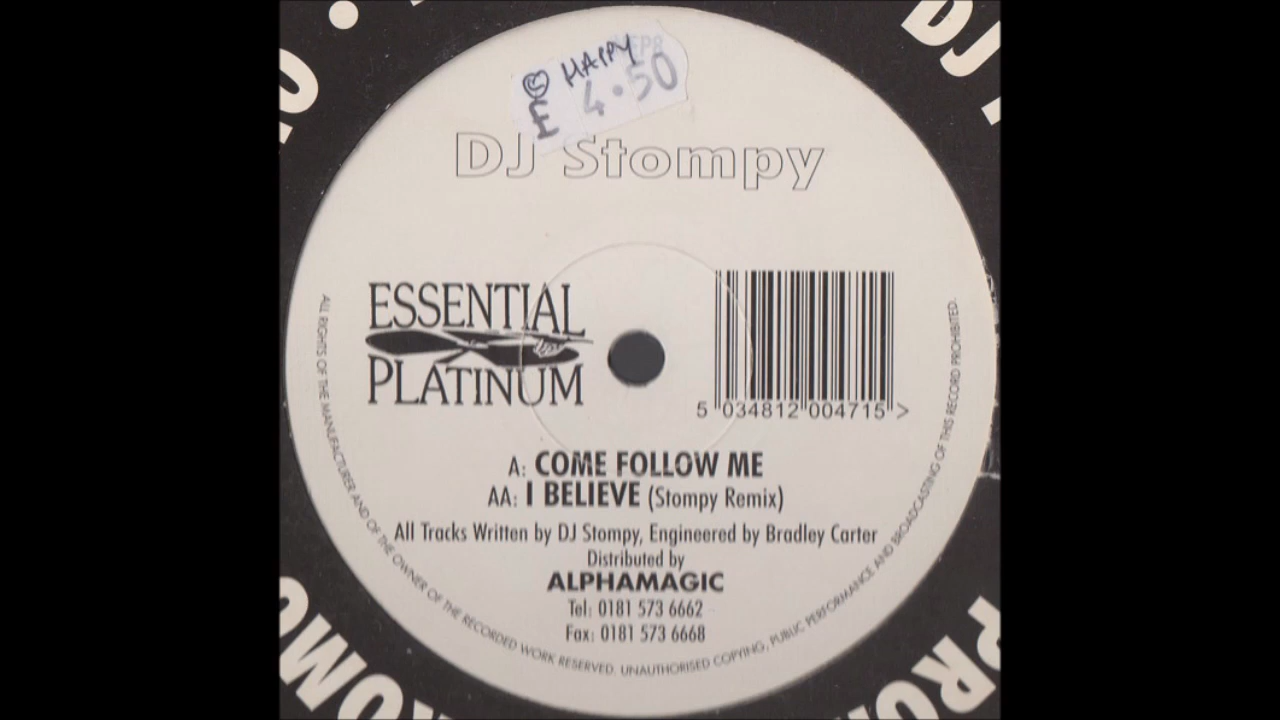 DJ
PROMO
HAPPY
£ 4.50
DJ Stompy
ESSENTIAL
PLATINUM
5 034812 004715 >
A: COME FOLLOW ME
AA: I BELIEVE (Stompy Remix)
All Tracks Written by DJ Stompy, Engineered by Bradley Carter
Distributed by
ALPHAMAGIC
Tel: 0181 573 6662
Fax: 0181 573 6668
ALL RIGHTS OF THE MANUFACTURER AND OF THE OWNER OF THE RECORDED WORK RESERVED. UNAUTHORISED COPYING, PUBLIC PERFORMANCE AND BROADCASTING OF THIS RECORD PROHIBITED.